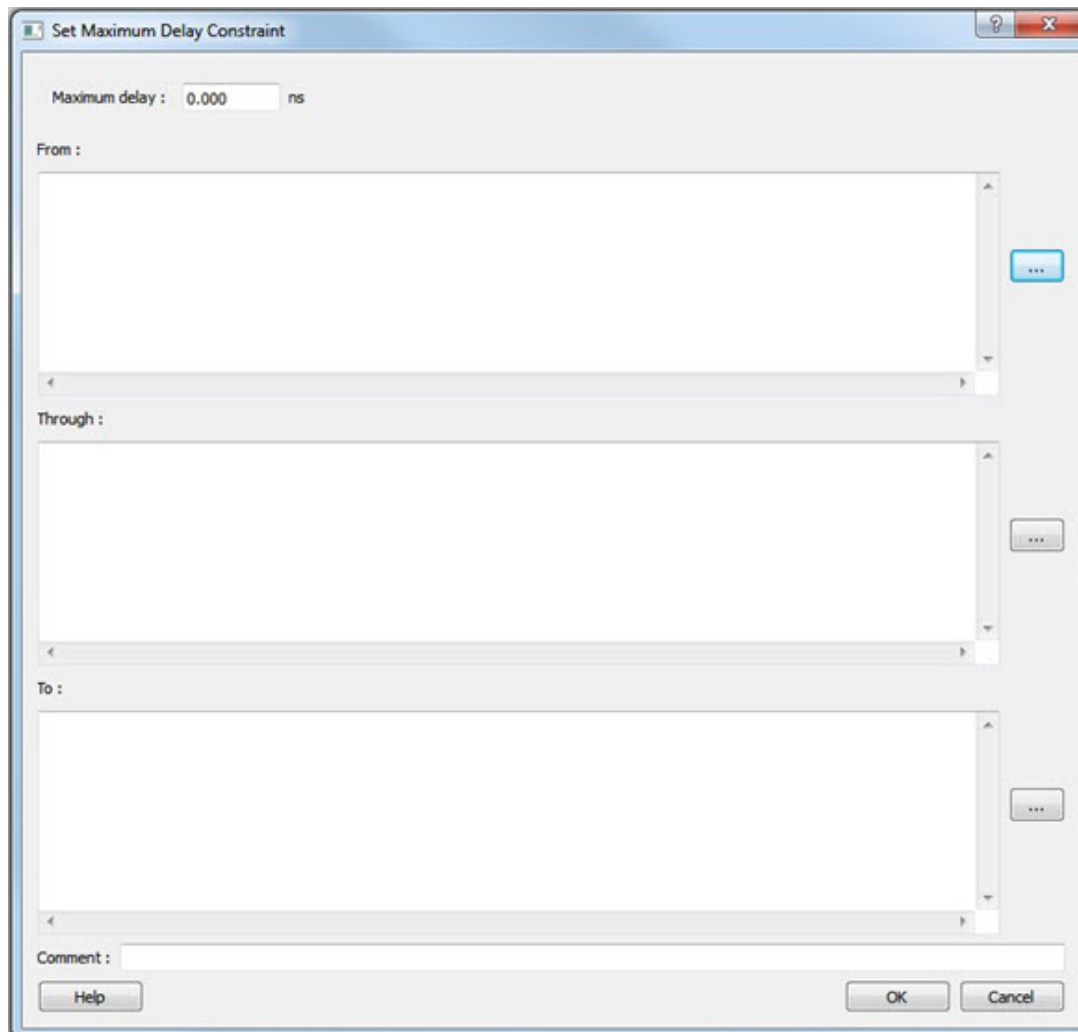 Set Maximum Delay Constraint
Maximum delay : 0.000 ns
From :
...
Through :
...
To :
...
Comment :
Help OK Cancel